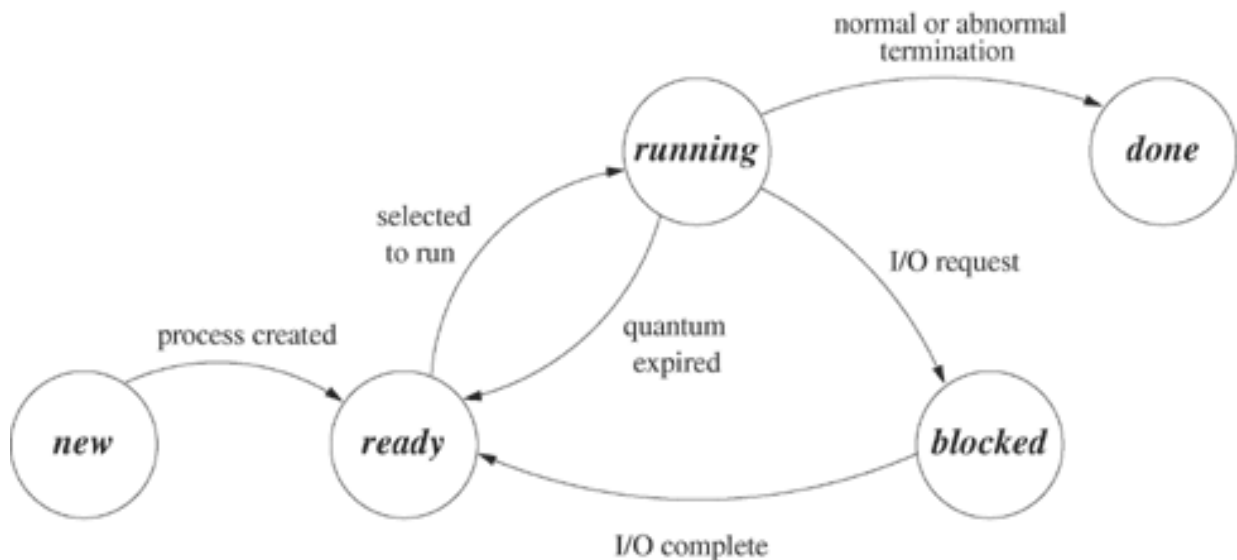 normal or abnormal
termination
running
done
selected
to run
I/O request
quantum
expired
process created
new
ready
blocked
I/O complete